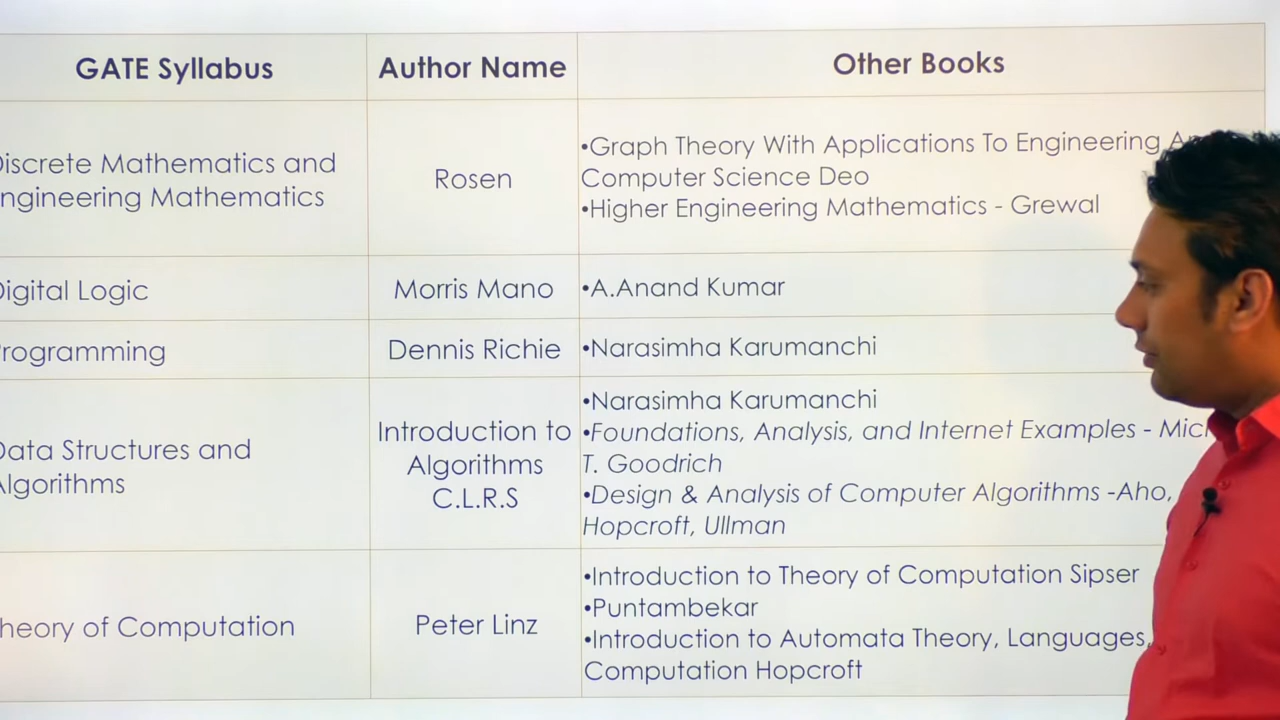 GATE Syllabus
Author Name
Other Books
iscrete Mathematics and
ngineering Mathematics
Rosen
•Graph Theory With Applications To Engineering
Computer Science Deo
•Higher Engineering Mathematics - Grewal
igital Logic
Morris Mano
•A.Anand Kumar
rogramming
Dennis Richie
•Narasimha Karumanchi
ata Structures and
lgorithms
Introduction to
Algorithms
C.L.R.S
•Narasimha Karumanchi
•Foundations, Analysis, and Internet Examples -
T. Goodrich
•Design & Analysis of Computer Algorithms -Aho,
Hopcroft, Ullman
heory of Computation
Peter Linz
•Introduction to Theory of Computation Sipser
•Puntambekar
•Introduction to Automata Theory, Languages,
Computation Hopcroft